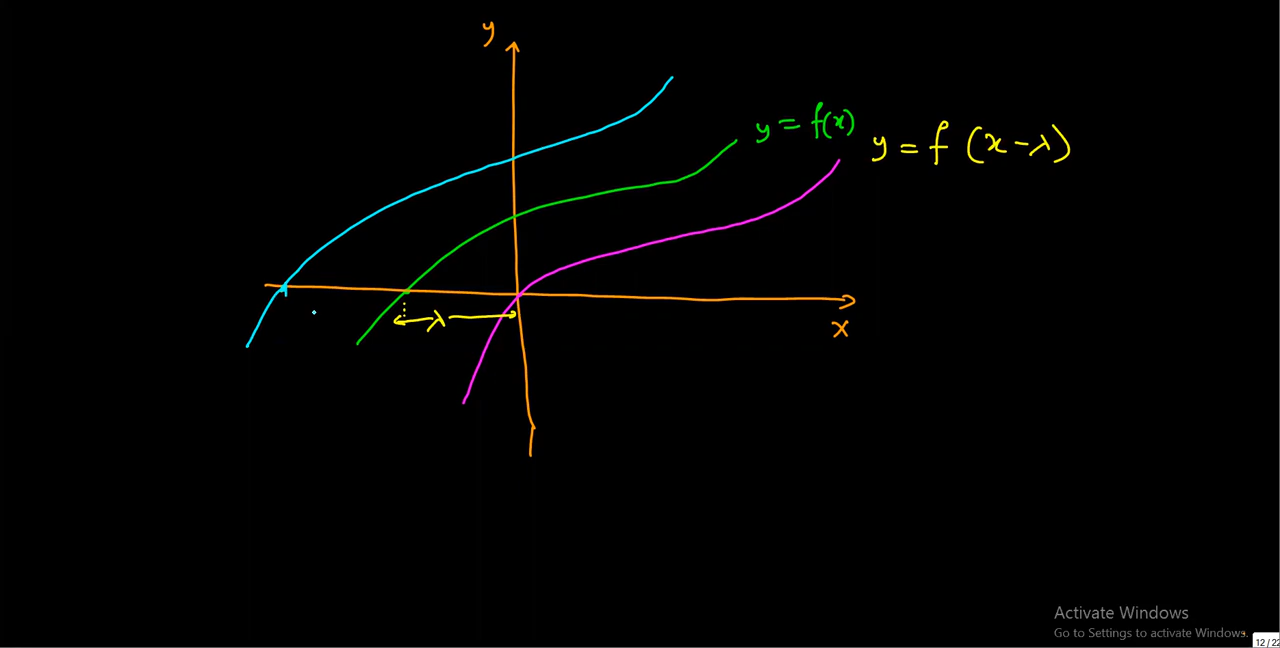 y
y = f(x)
y = f (x - λ)
λ
x
Activate Windows
Go to Settings to activate Windows.
12 / 22